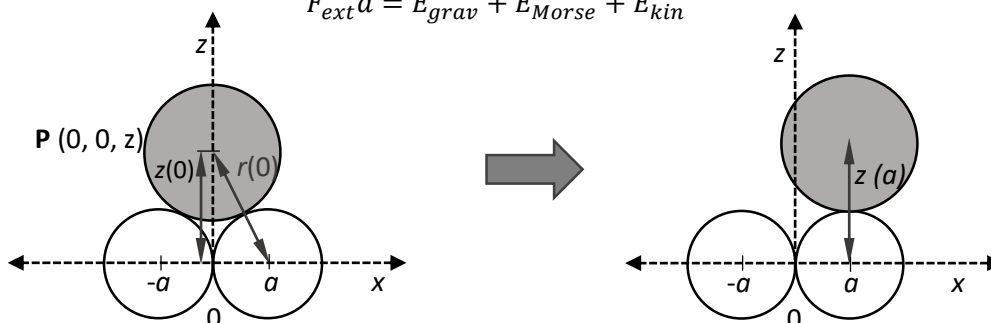 F_ext a = E_grav + E_Morse + E_kin
z
z
P (0, 0, z)
z(0)
r(0)
z (a)
-a
a
x
-a
a
x
0
0